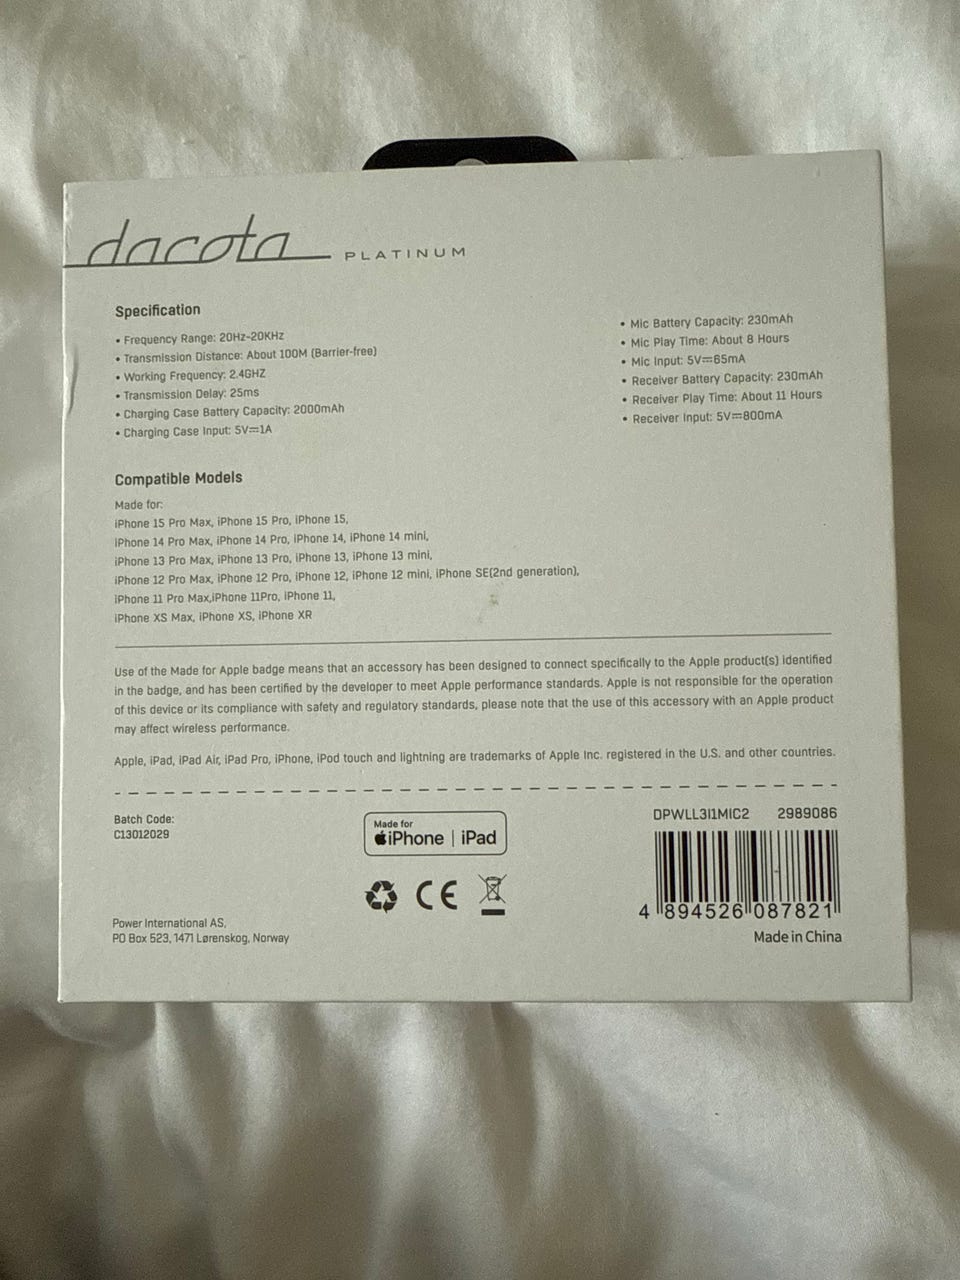 dacota PLATINUM
Specification
• Frequency Range: 20Hz-20KHz
• Transmission Distance: About 100M (Barrier-free)
• Working Frequency: 2.4GHZ
• Transmission Delay: 25ms
• Charging Case Battery Capacity: 2000mAh
• Charging Case Input: 5V⎓1A
• Mic Battery Capacity: 230mAh
• Mic Play Time: About 8 Hours
• Mic Input: 5V⎓65mA
• Receiver Battery Capacity: 230mAh
• Receiver Play Time: About 11 Hours
• Receiver Input: 5V⎓800mA
Compatible Models
Made for:
iPhone 15 Pro Max, iPhone 15 Pro, iPhone 15,
iPhone 14 Pro Max, iPhone 14 Pro, iPhone 14, iPhone 14 mini,
iPhone 13 Pro Max, iPhone 13 Pro, iPhone 13, iPhone 13 mini,
iPhone 12 Pro Max, iPhone 12 Pro, iPhone 12, iPhone 12 mini, iPhone SE(2nd generation),
iPhone 11 Pro Max,iPhone 11Pro, iPhone 11,
iPhone XS Max, iPhone XS, iPhone XR
Use of the Made for Apple badge means that an accessory has been designed to connect specifically to the Apple product(s) identified
in the badge, and has been certified by the developer to meet Apple performance standards. Apple is not responsible for the operation
of this device or its compliance with safety and regulatory standards, please note that the use of this accessory with an Apple product
may affect wireless performance.
Apple, iPad, iPad Air, iPad Pro, iPhone, iPod touch and lightning are trademarks of Apple Inc. registered in the U.S. and other countries.
Batch Code:
C13012029
Made for
iPhone | iPad
CE
Power International AS,
PO Box 523, 1471 Lørenskog, Norway
DPWLL3I1MIC2 2989086
4 894526 087821
Made in China